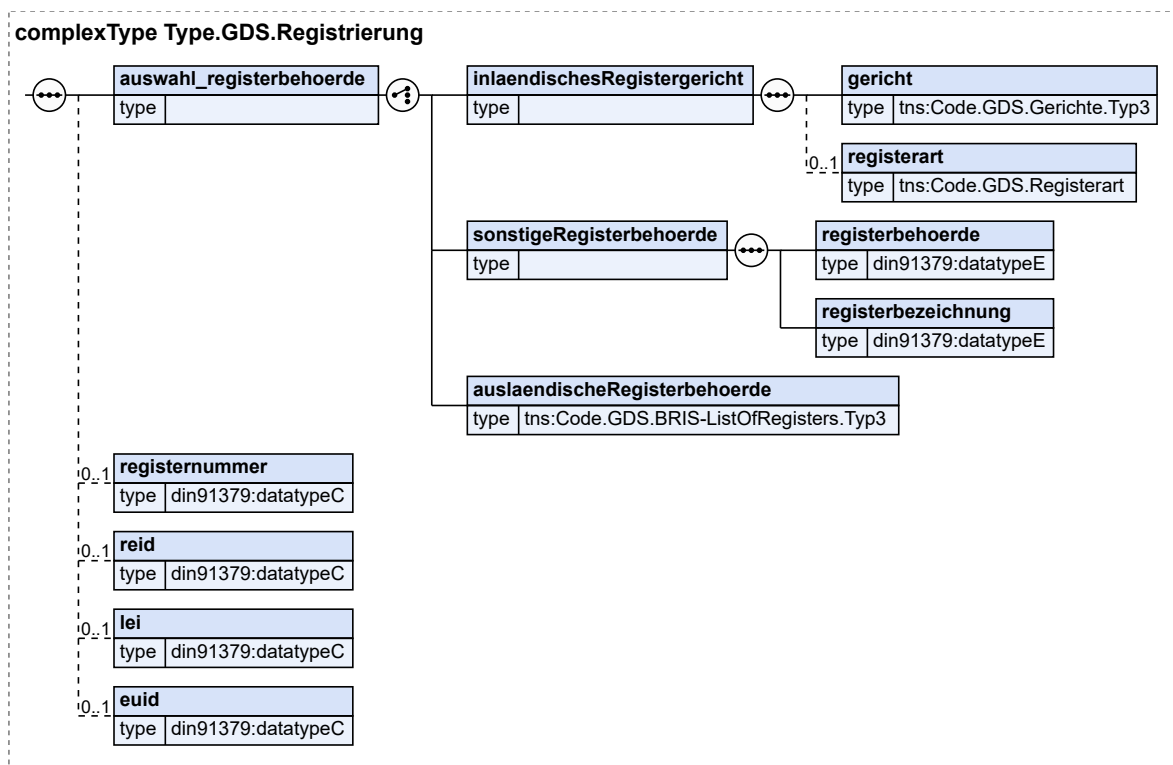 complexType Type.GDS.Registrierung
auswahl_registerbehoerde
type
inlaendischesRegistergericht
type
gericht
type tns:Code.GDS.Gerichte.Typ3
0..1
registerart
type tns:Code.GDS.Registerart
sonstigeRegisterbehoerde
type
registerbehoerde
type din91379:datatypeE
registerbezeichnung
type din91379:datatypeE
auslaendischeRegisterbehoerde
type tns:Code.GDS.BRIS-ListOfRegisters.Typ3
0..1
registernummer
type din91379:datatypeC
0..1
reid
type din91379:datatypeC
0..1
lei
type din91379:datatypeC
0..1
euid
type din91379:datatypeC